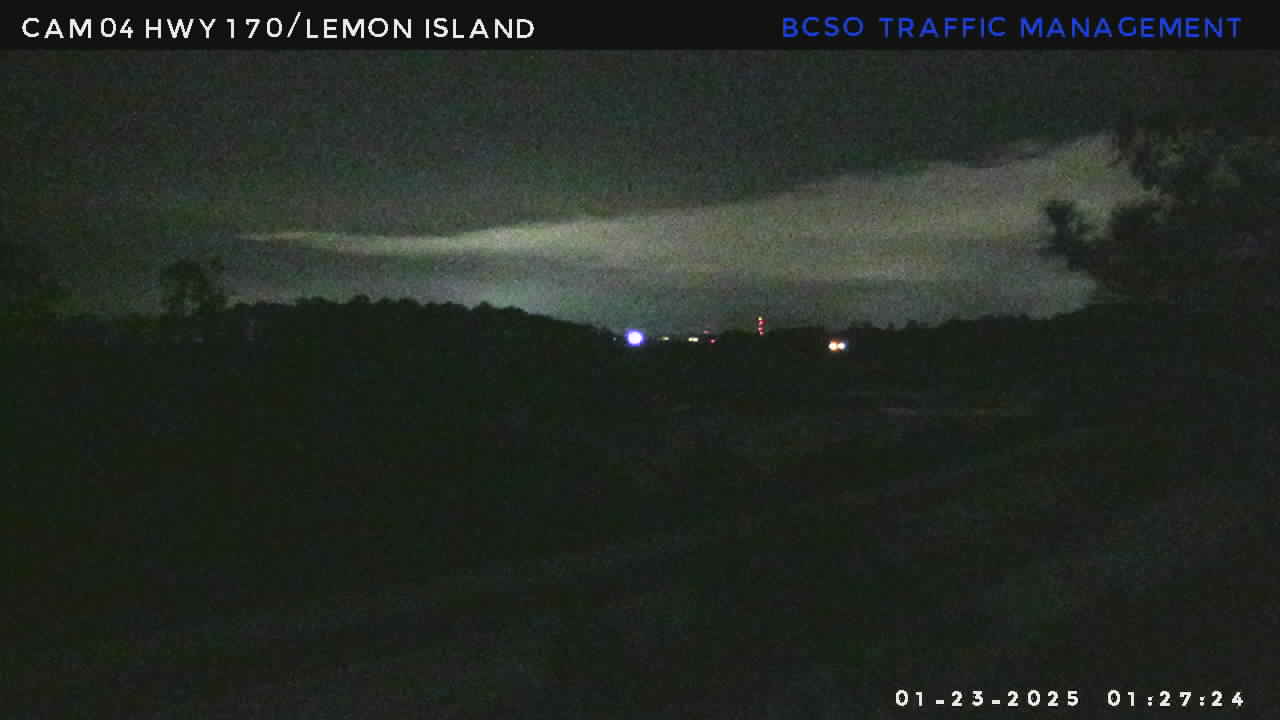 CAM04 HWY 170/LEMON ISLAND
BCSO TRAFFIC MANAGEMENT
01-23-2025 01:27:24